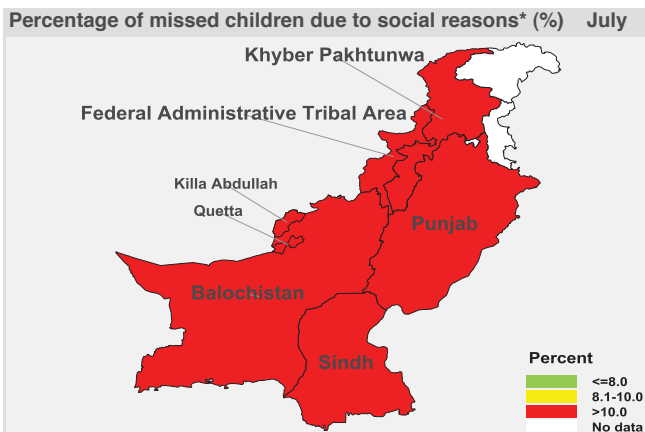 Percentage of missed children due to social reasons* (%) July
Khyber Pakhtunwa
Federal Administrative Tribal Area
Killa Abdullah
Quetta
Punjab
Balochistan
Sindh
Percent
<=8.0
8.1-10.0
>10.0
No data